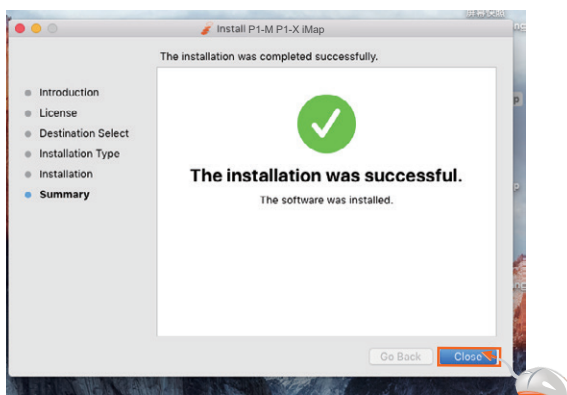 Install P1-M P1-X iMap
The installation was completed successfully.
Introduction
License
Destination Select
Installation Type
Installation
Summary
The installation was successful.
The software was installed.
Go Back
Close